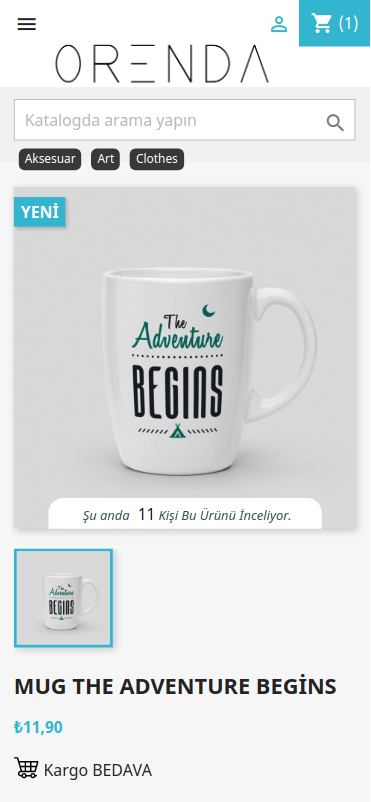 (1)
ORENDA
Katalogda arama yapın
Aksesuar Art Clothes
YENİ
The
Adventure
BEGINS
Şu anda 11 Kişi Bu Ürünü İnceliyor.
The
Adventure
BEGINS
MUG THE ADVENTURE BEGİNS
₺11,90
Kargo BEDAVA